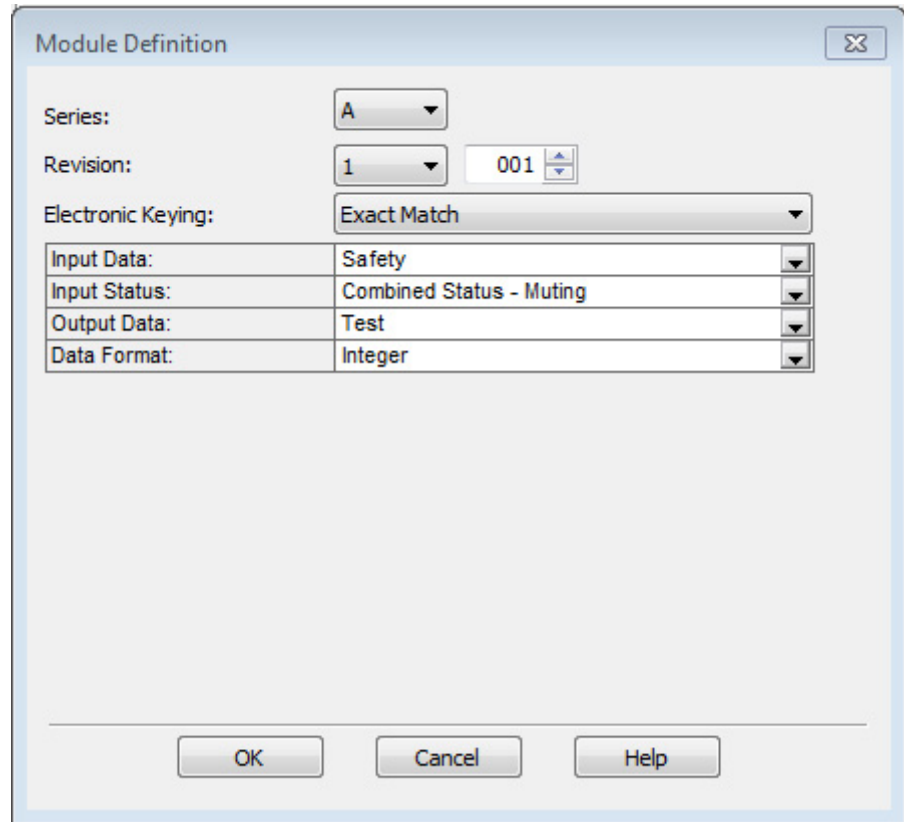 Module Definition
Series: A
Revision: 1 001
Electronic Keying: Exact Match
Input Data: Safety
Input Status: Combined Status - Muting
Output Data: Test
Data Format: Integer
OK Cancel Help